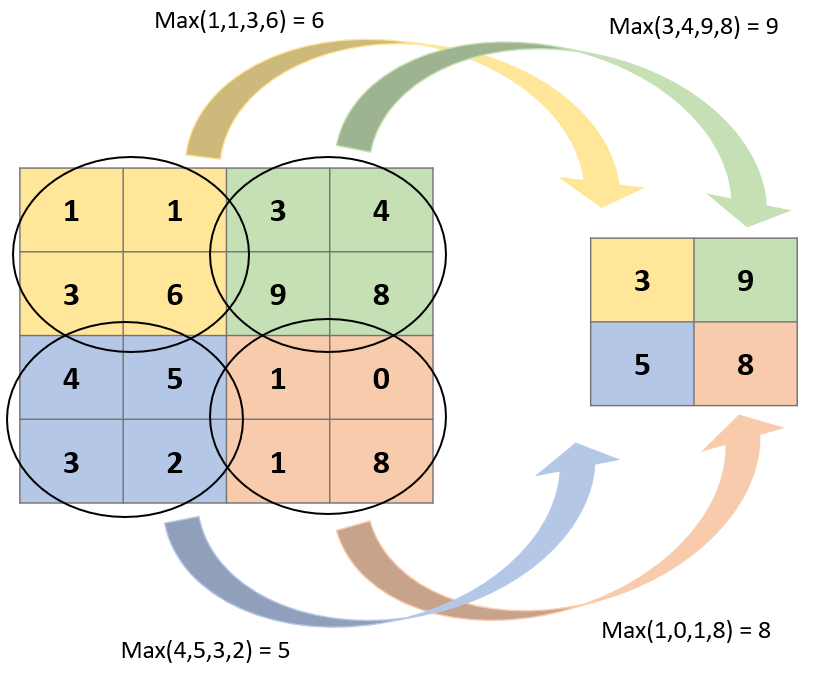 Max(1,1,3,6) = 6
Max(3,4,9,8) = 9
1 1 3 4
3 6 9 8
4 5 1 0
3 2 1 8
3 9
5 8
Max(4,5,3,2) = 5
Max(1,0,1,8) = 8